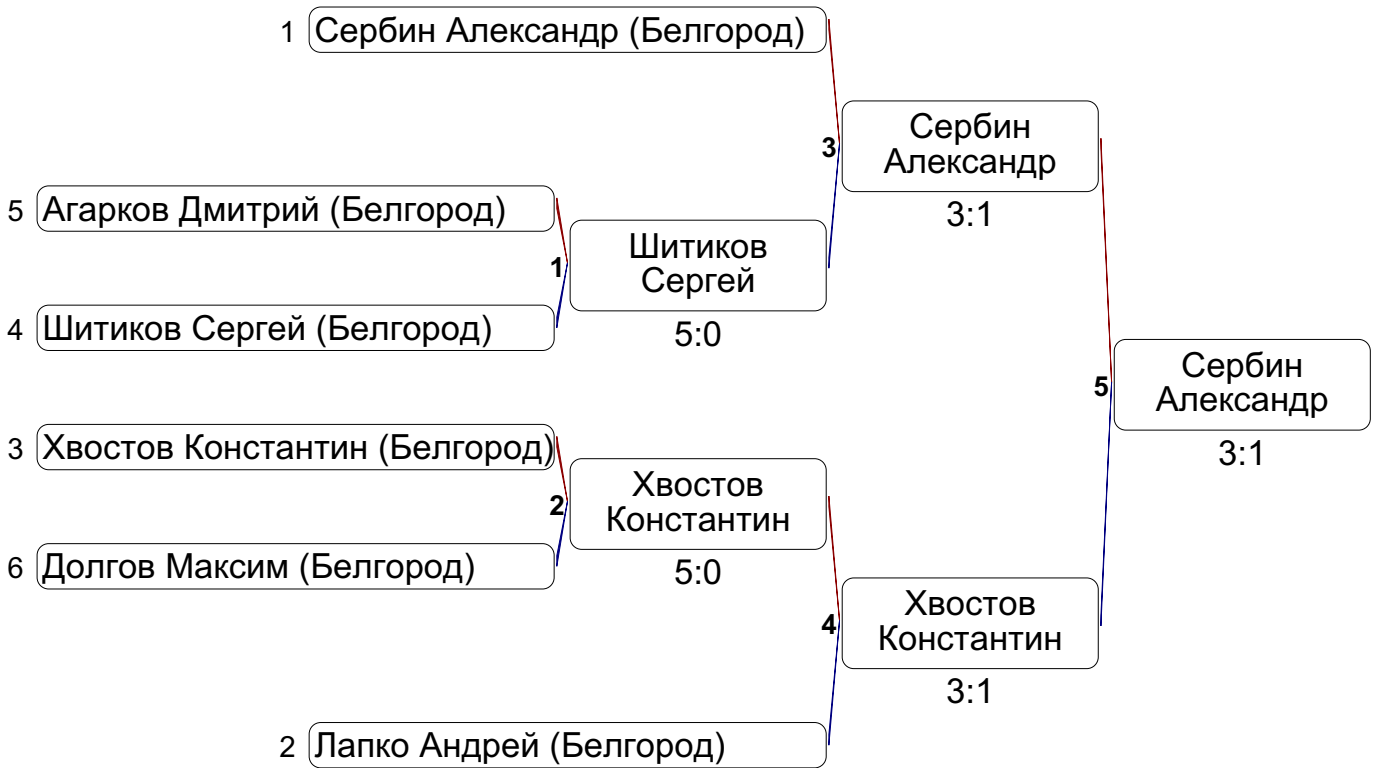 1 Сербин Александр (Белгород)
3 Сербин
Александр
3:1
5 Агарков Дмитрий (Белгород)
1 Шитиков
Сергей
5:0
4 Шитиков Сергей (Белгород)
5 Сербин
Александр
3:1
3 Хвостов Константин (Белгород)
2 Хвостов
Константин
5:0
6 Долгов Максим (Белгород)
4 Хвостов
Константин
3:1
2 Лапко Андрей (Белгород)